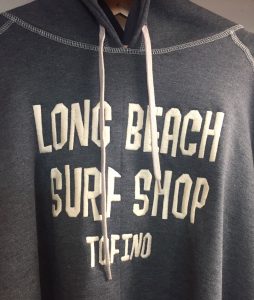 LONG BEACH
SURF SHOP
TOFINO